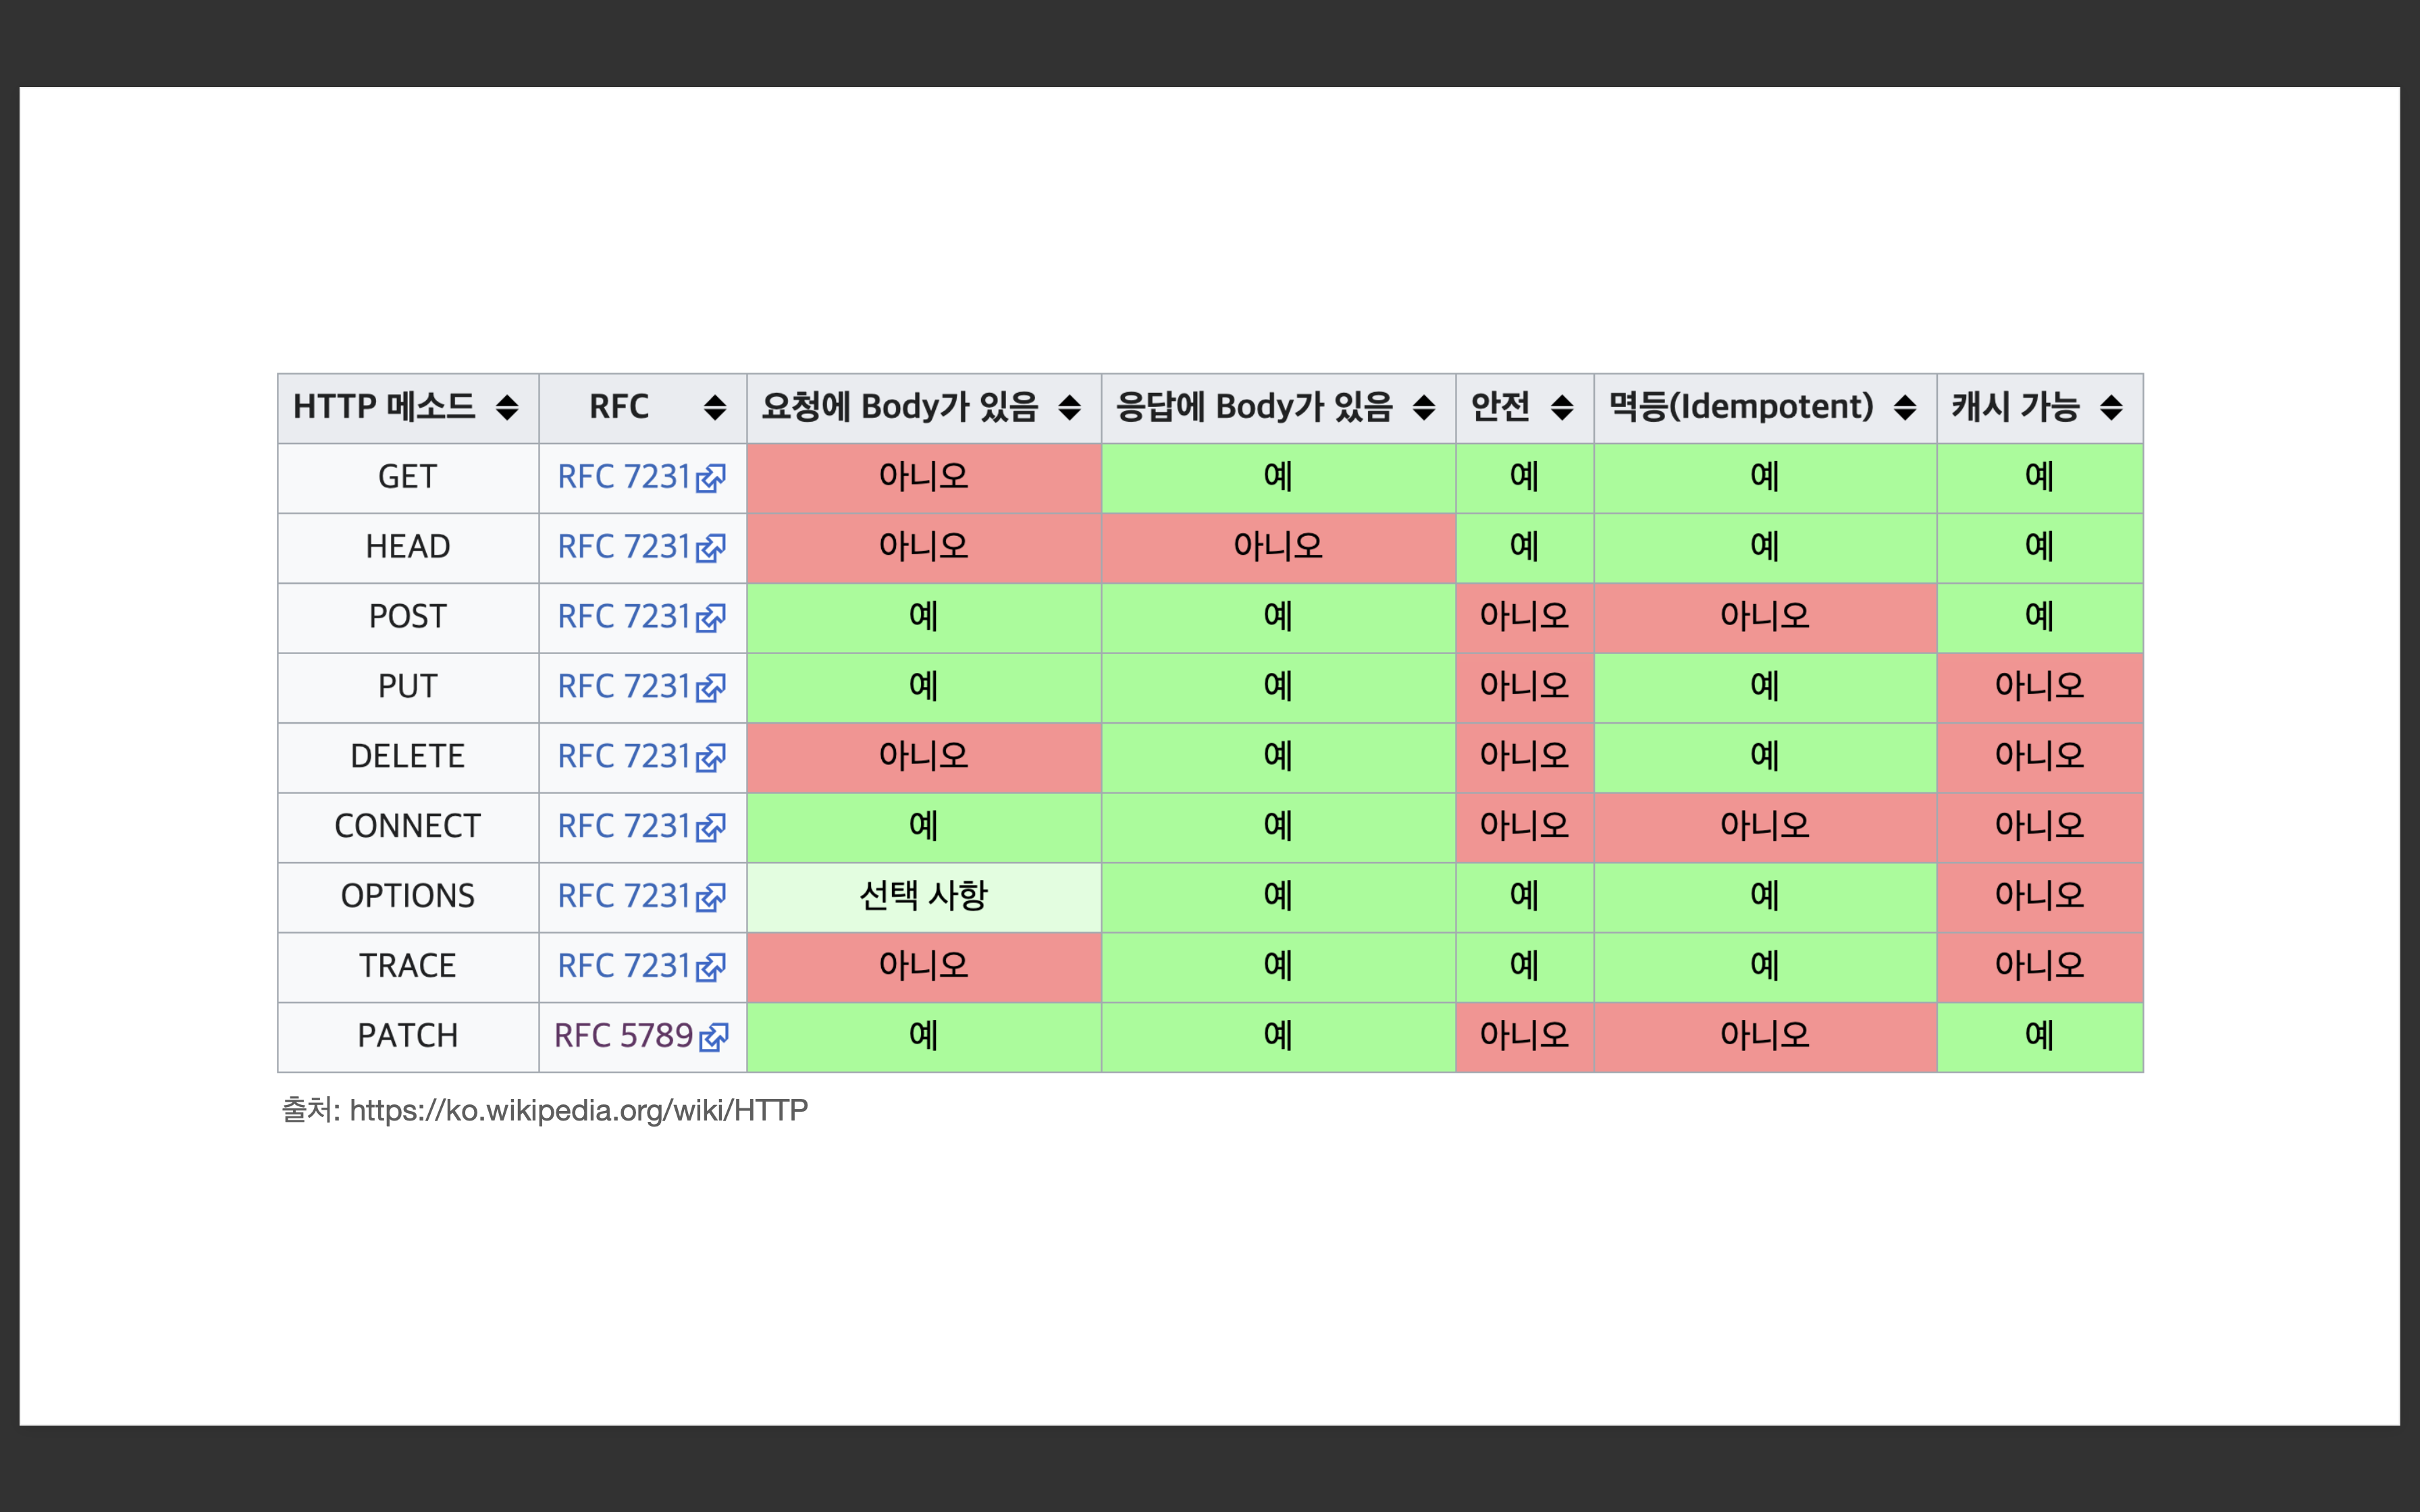 HTTP 메소드 RFC 요청에 Body가 있음 응답에 Body가 있음 안전 멱등(Idempotent) 캐시 가능
GET RFC 7231 아니오 예 예 예 예
HEAD RFC 7231 아니오 아니오 예 예 예
POST RFC 7231 예 예 아니오 아니오 예
PUT RFC 7231 예 예 아니오 예 아니오
DELETE RFC 7231 아니오 예 아니오 예 아니오
CONNECT RFC 7231 예 예 아니오 아니오 아니오
OPTIONS RFC 7231 선택 사항 예 예 예 아니오
TRACE RFC 7231 아니오 예 예 예 아니오
PATCH RFC 5789 예 예 아니오 아니오 예
출처: https://ko.wikipedia.org/wiki/HTTP